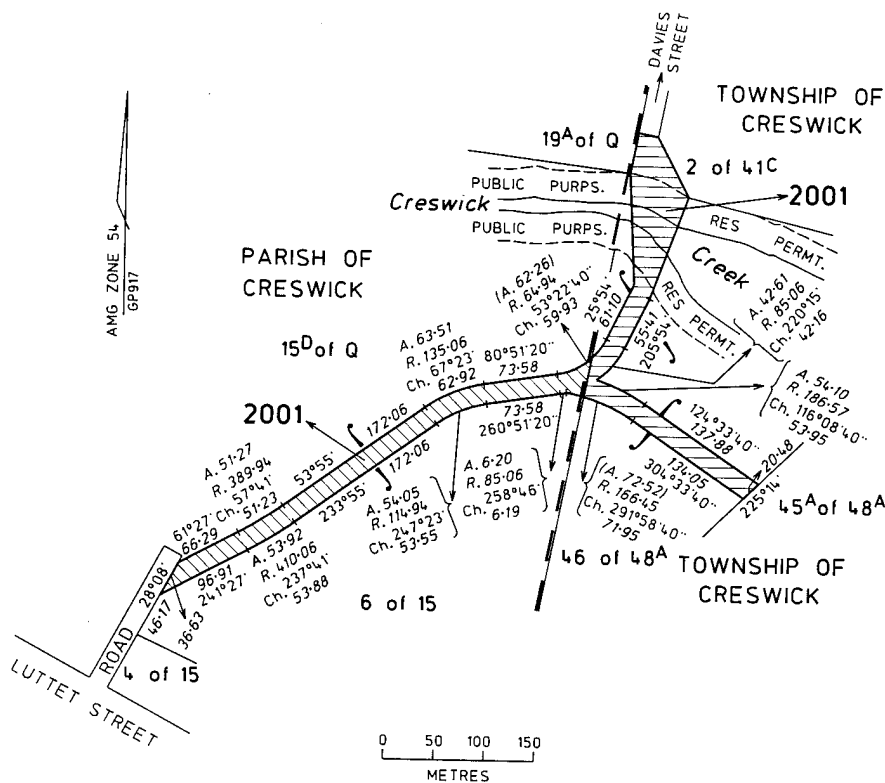 DAVIES
STREET
TOWNSHIP OF
CRESWICK
19ᴬ of Q
2 of 41ᶜ
PUBLIC PURPS.
2001
Creswick
RES
PERMT.
PUBLIC PURPS.
Creek
AMG ZONE 54
GP917
PARISH OF
CRESWICK
(A. 62·26)
R. 64·94
Ch. 53°22'40"
59·93
25°54'
61·10
RES
PERMT.
55·41
205°54'
A. 42·61
R. 85·06
Ch. 220°15'
42·16
15ᴰ of Q
A. 63·51
R. 135·06
Ch. 67°23'
62·92
80°51'20"
73·58
A. 54·10
R. 186·57
Ch. 116°08'40"
53·95
2001
172·06
53°55'
73·58
260°51'20"
124°33'40"
137·88
172·06
233°55'
134·05
304°33'40"
20·48
225°14'
A. 51·27
R. 389·94
Ch. 57°41'
51·23
A. 6·20
R. 85·06
Ch. 258°46'
6·19
A. 54·05
R. 114·94
Ch. 247°23'
53·55
(A. 72·52)
R. 166·45
Ch. 291°58'40"
71·95
45ᴬ of 48ᴬ
61°27'
66·29
A. 53·92
R. 410·06
Ch. 237°41'
53·88
96·91
241°27'
46 of 48ᴬ
TOWNSHIP OF
CRESWICK
28°08'
46·17
36·63
6 of 15
ROAD
4 of 15
LUTTET STREET
0 50 100 150
METRES